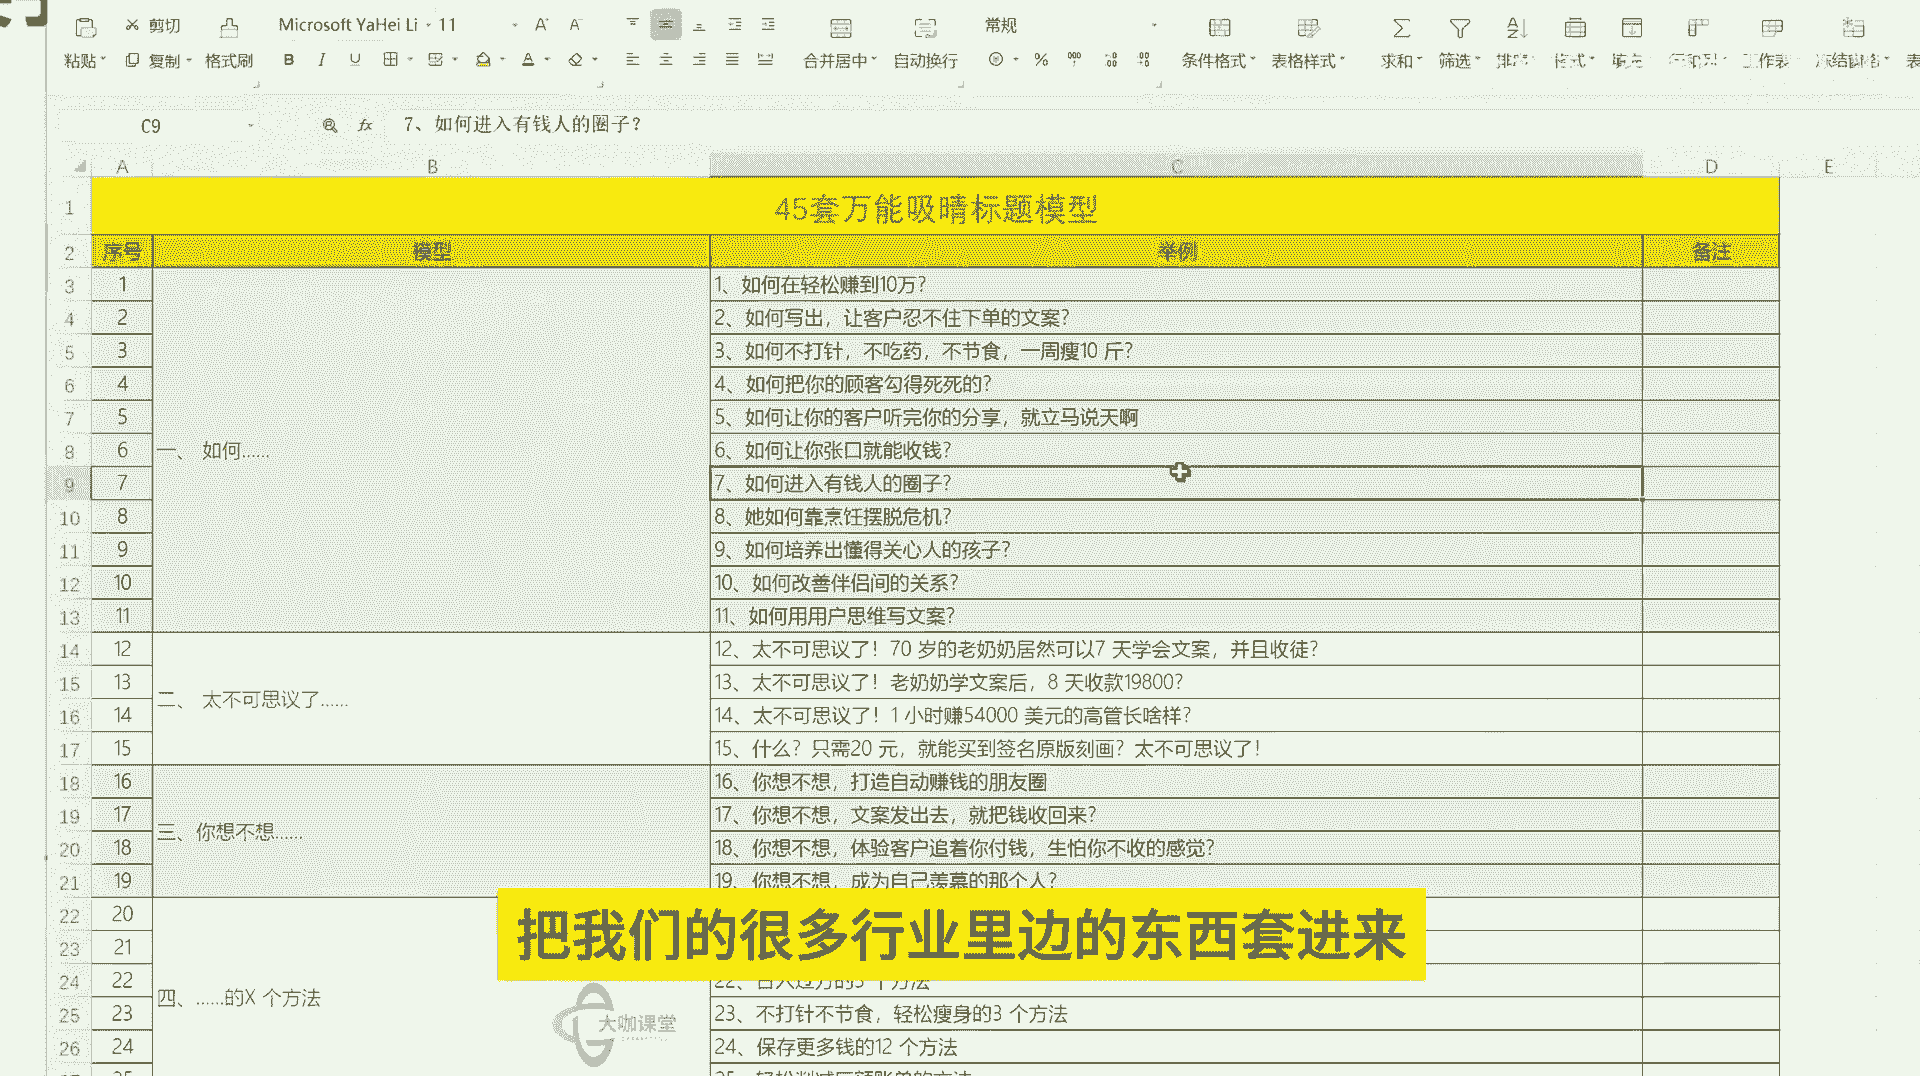 剪切 Microsoft YaHei Li 11 A⁺ A⁻ 常规
粘贴 复制 格式刷 B I U A 合并居中 自动换行 % 条件格式 表格样式 求和 筛选 排序 格式 填充 工作表 冻结窗格 表
C9 fx 7、如何进入有钱人的圈子？
A B C D E
1 45套万能吸睛标题模型
2 序号 模型 举例 备注
3 1 1、如何在轻松赚到10万？
4 2 2、如何写出，让客户忍不住下单的文案？
5 3 3、如何不打针，不吃药，不节食，一周瘦10 斤？
6 4 4、如何把你的顾客勾得死死的？
7 5 5、如何让你的客户听完你的分享，就立马说天啊
8 6 一、 如何...... 6、如何让你张口就能收钱？
9 7 7、如何进入有钱人的圈子？
10 8 8、她如何靠烹饪摆脱危机？
11 9 9、如何培养出懂得关心人的孩子？
12 10 10、如何改善伴侣间的关系？
13 11 11、如何用用户思维写文案？
14 12 12、太不可思议了！70 岁的老奶奶居然可以7 天学会文案，并且收徒？
15 13 二、 太不可思议了...... 13、太不可思议了！老奶奶学文案后，8 天收款19800？
16 14 14、太不可思议了！1 小时赚54000 美元的高管长啥样？
17 15 15、什么？只需20 元，就能买到签名原版刻画？太不可思议了！
18 16 16、你想不想，打造自动赚钱的朋友圈
19 17 三、你想不想...... 17、你想不想，文案发出去，就把钱收回来？
20 18 18、你想不想，体验客户追着你付钱，生怕你不收的感觉？
21 19 19、你想不想，成为自己羡慕的那个人？
22 20
23 21
把我们的很多行业里边的东西套进来
24 22 四、......的X 个方法
25 23 23、不打针不节食，轻松瘦身的3 个方法
大咖课堂
26 24 24、保存更多钱的12 个方法